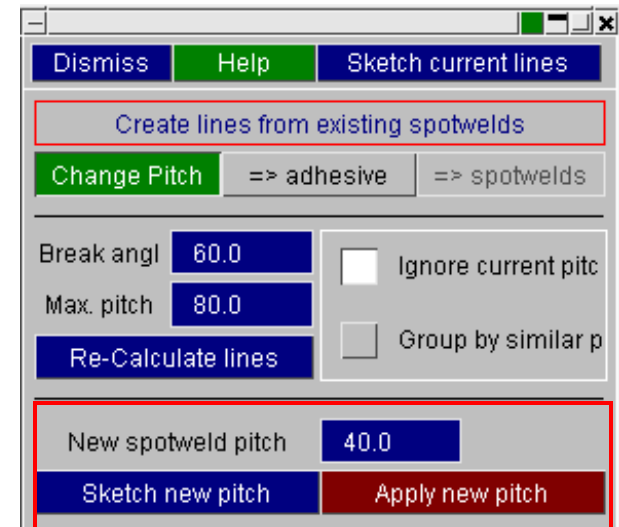 Dismiss Help Sketch current lines
Create lines from existing spotwelds
Change Pitch => adhesive => spotwelds
Break angl 60.0 Ignore current pitc
Max. pitch 80.0
Re-Calculate lines Group by similar p
New spotweld pitch 40.0
Sketch new pitch Apply new pitch